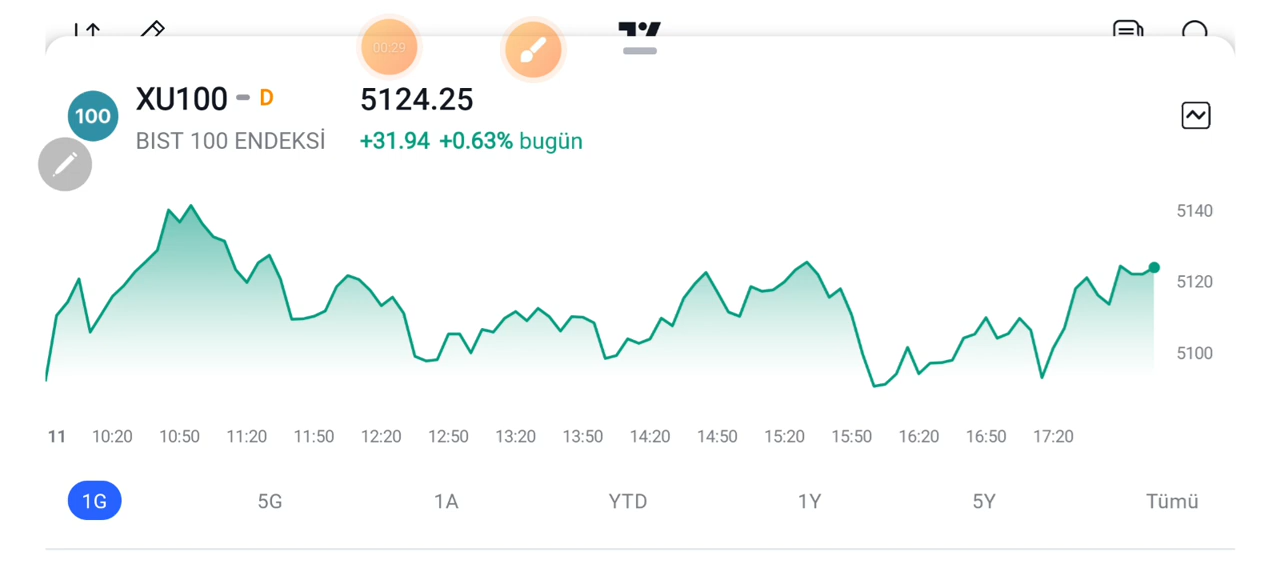 00:29
XU100 - D
5124.25
100
BIST 100 ENDEKSİ
+31.94 +0.63% bugün
5140
5120
5100
11 10:20 10:50 11:20 11:50 12:20 12:50 13:20 13:50 14:20 14:50 15:20 15:50 16:20 16:50 17:20
1G 5G 1A YTD 1Y 5Y Tümü